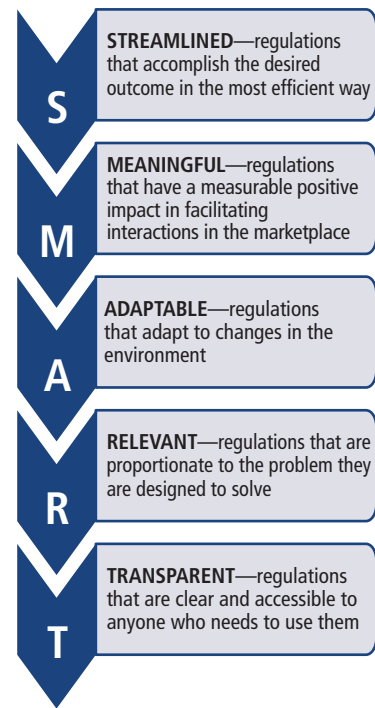 S
STREAMLINED—regulations
that accomplish the desired
outcome in the most efficient way
M
MEANINGFUL—regulations
that have a measurable positive
impact in facilitating
interactions in the marketplace
A
ADAPTABLE—regulations
that adapt to changes in the
environment
R
RELEVANT—regulations that are
proportionate to the problem they
are designed to solve
T
TRANSPARENT—regulations
that are clear and accessible to
anyone who needs to use them